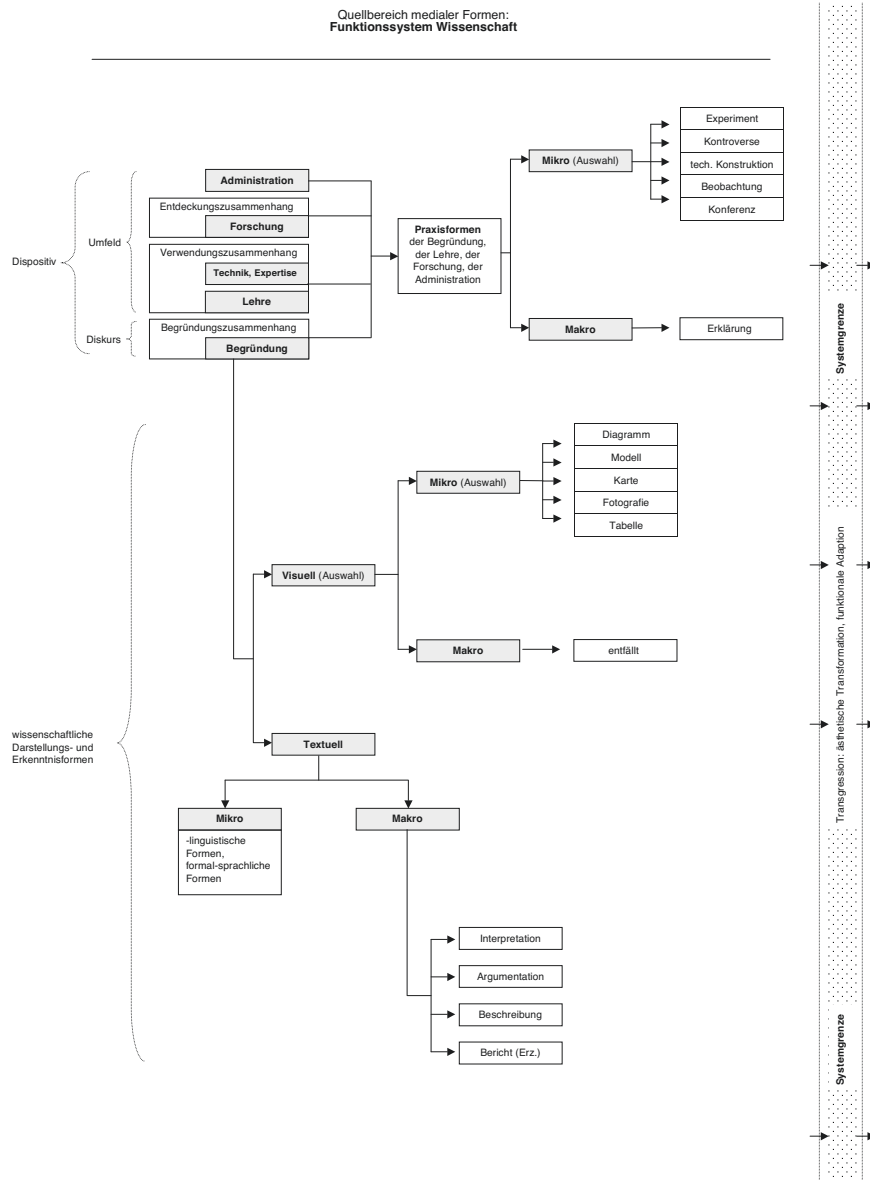 Quellbereich medialer Formen:
Funktionssystem Wissenschaft
Dispositiv
Umfeld
Diskurs
Administration
Entdeckungszusammenhang
Forschung
Verwendungszusammenhang
Technik, Expertise
Lehre
Begründungszusammenhang
Begründung
Praxisformen
der Begründung,
der Lehre, der
Forschung, der
Administration
Mikro (Auswahl)
Experiment
Kontroverse
tech. Konstruktion
Beobachtung
Konferenz
Makro
Erklärung
wissenschaftliche
Darstellungs- und
Erkenntnisformen
Visuell (Auswahl)
Mikro (Auswahl)
Diagramm
Modell
Karte
Fotografie
Tabelle
Makro
entfällt
Textuell
Mikro
-linguistische
Formen,
formal-sprachliche
Formen
Makro
Interpretation
Argumentation
Beschreibung
Bericht (Erz.)
Systemgrenze
Transgression: ästhetische Transformation, funktionale Adaption
Systemgrenze